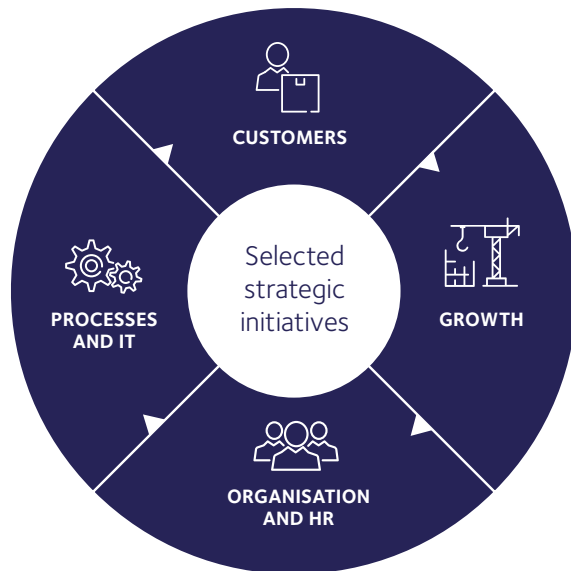 CUSTOMERS
Selected
strategic
initiatives
PROCESSES
AND IT
GROWTH
ORGANISATION
AND HR